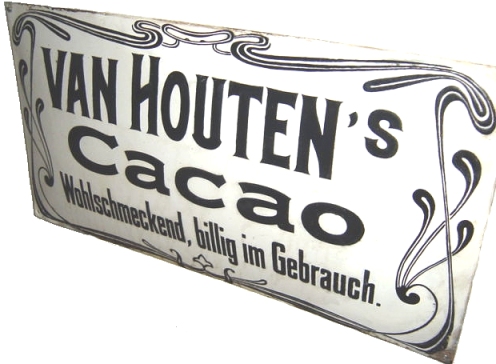 VAN HOUTEN's
Cacao
Wohlschmeckend, billig im Gebrauch.